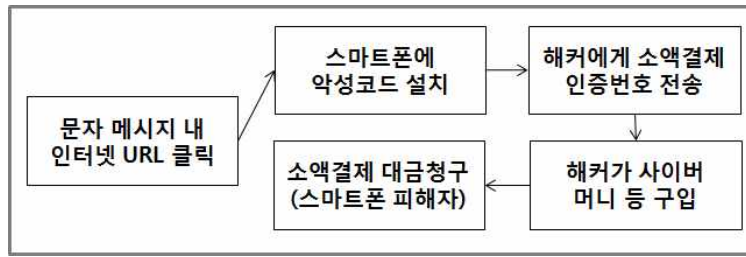 문자 메시지 내
인터넷 URL 클릭
스마트폰에
악성코드 설치
해커에게 소액결제
인증번호 전송
해커가 사이버
머니 등 구입
소액결제 대금청구
(스마트폰 피해자)